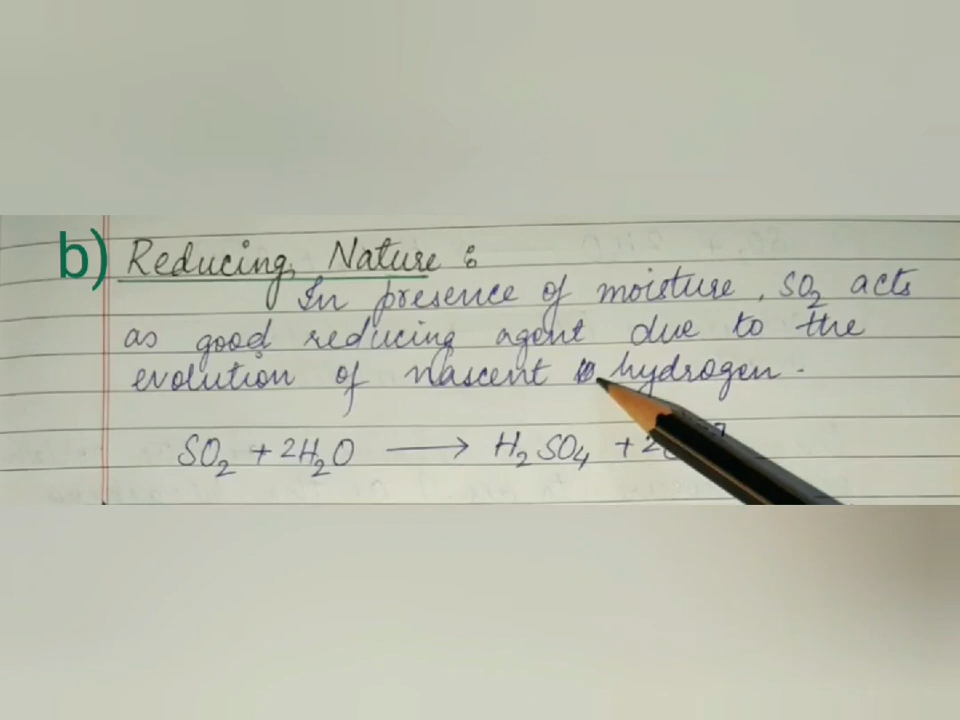 b) Reducing Nature :
In presence of moisture, SO₂ acts
as good reducing agent due to the
evolution of nascent hydrogen.
SO₂ + 2H₂O ⟶ H₂SO₄ + 2